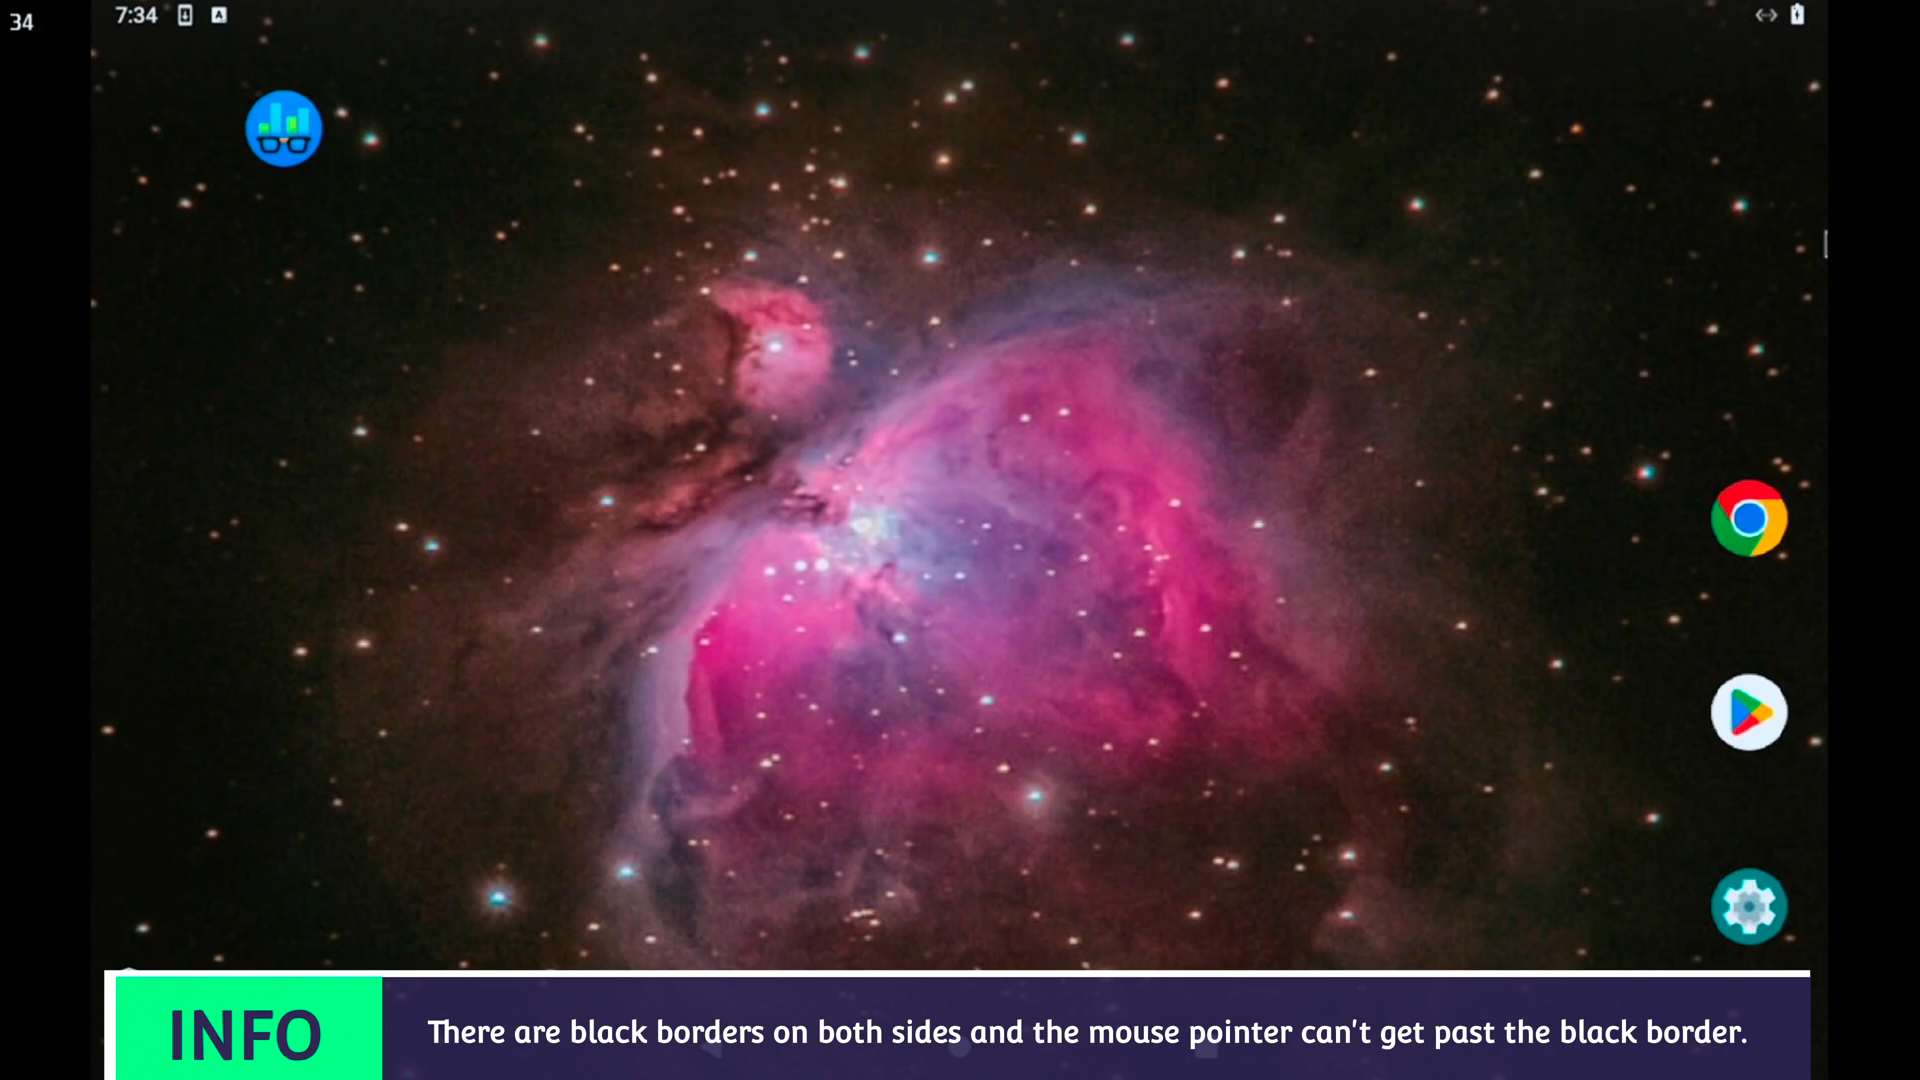 34
7:34
A
INFO
There are black borders on both sides and the mouse pointer can't get past the black border.